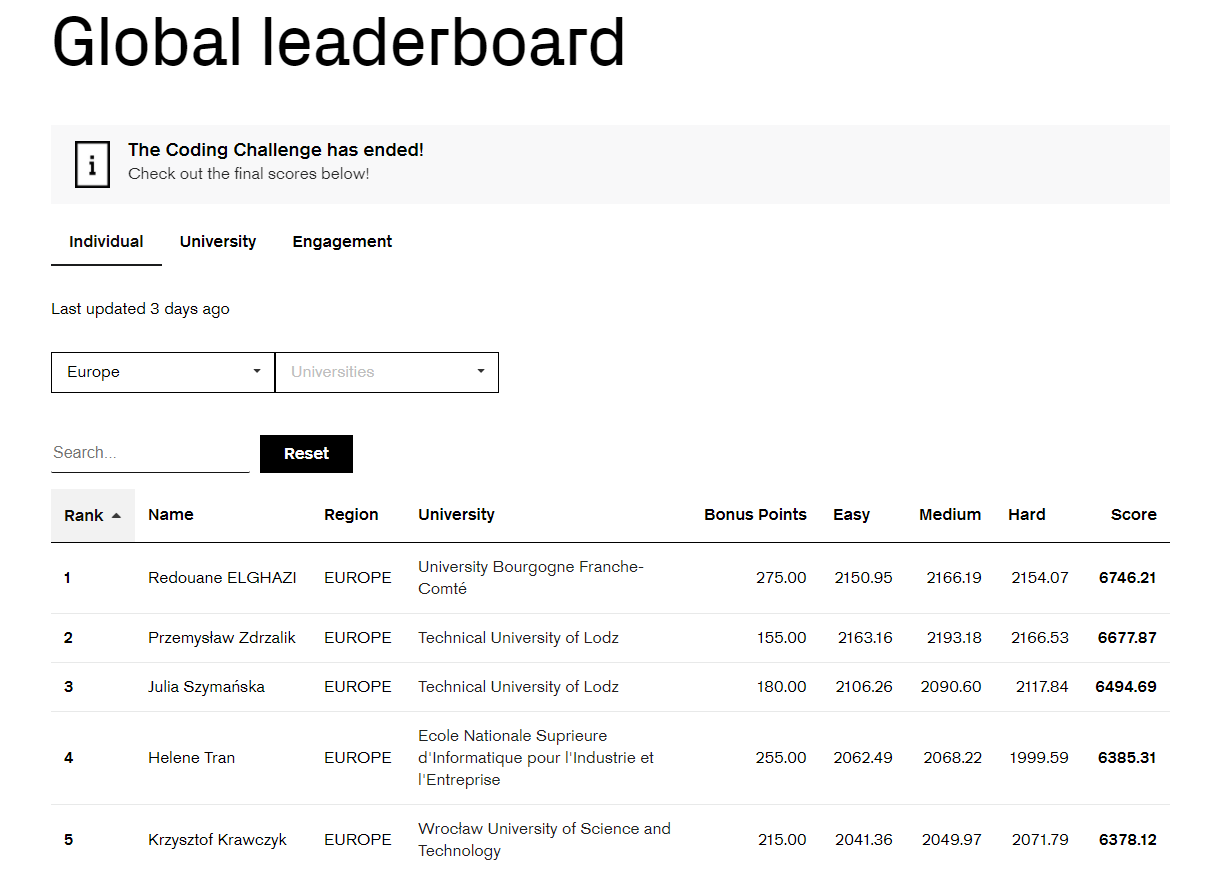 Global leaderboard
The Coding Challenge has ended!
Check out the final scores below!
Individual University Engagement
Last updated 3 days ago
Europe Universities
Search... Reset
Rank Name Region University Bonus Points Easy Medium Hard Score
1 Redouane ELGHAZI EUROPE University Bourgogne Franche-
Comté 275.00 2150.95 2166.19 2154.07 6746.21
2 Przemysław Zdrzalik EUROPE Technical University of Lodz 155.00 2163.16 2193.18 2166.53 6677.87
3 Julia Szymańska EUROPE Technical University of Lodz 180.00 2106.26 2090.60 2117.84 6494.69
4 Helene Tran EUROPE Ecole Nationale Suprieure
d'Informatique pour l'Industrie et
l'Entreprise 255.00 2062.49 2068.22 1999.59 6385.31
5 Krzysztof Krawczyk EUROPE Wrocław University of Science and
Technology 215.00 2041.36 2049.97 2071.79 6378.12